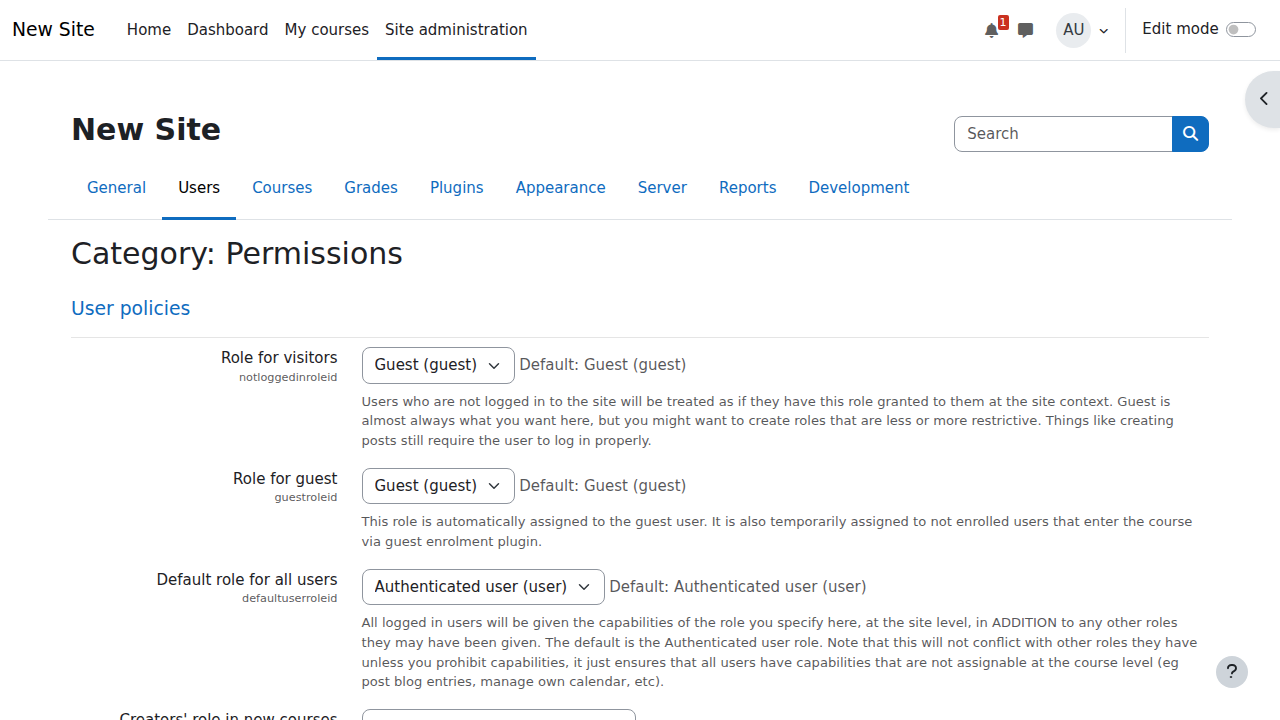 New Site
Home
Dashboard
My courses
Site administration
1
AU
Edit mode
New Site
Search
General
Users
Courses
Grades
Plugins
Appearance
Server
Reports
Development
Category: Permissions
User policies
Role for visitors
notloggedinroleid
Guest (guest)
Default: Guest (guest)
Users who are not logged in to the site will be treated as if they have this role granted to them at the site context. Guest is
almost always what you want here, but you might want to create roles that are less or more restrictive. Things like creating
posts still require the user to log in properly.
Role for guest
guestroleid
Guest (guest)
Default: Guest (guest)
This role is automatically assigned to the guest user. It is also temporarily assigned to not enrolled users that enter the course
via guest enrolment plugin.
Default role for all users
defaultuserroleid
Authenticated user (user)
Default: Authenticated user (user)
All logged in users will be given the capabilities of the role you specify here, at the site level, in ADDITION to any other roles
they may have been given. The default is the Authenticated user role. Note that this will not conflict with other roles they have
unless you prohibit capabilities, it just ensures that all users have capabilities that are not assignable at the course level (eg
post blog entries, manage own calendar, etc).
?
Creators' role in new courses